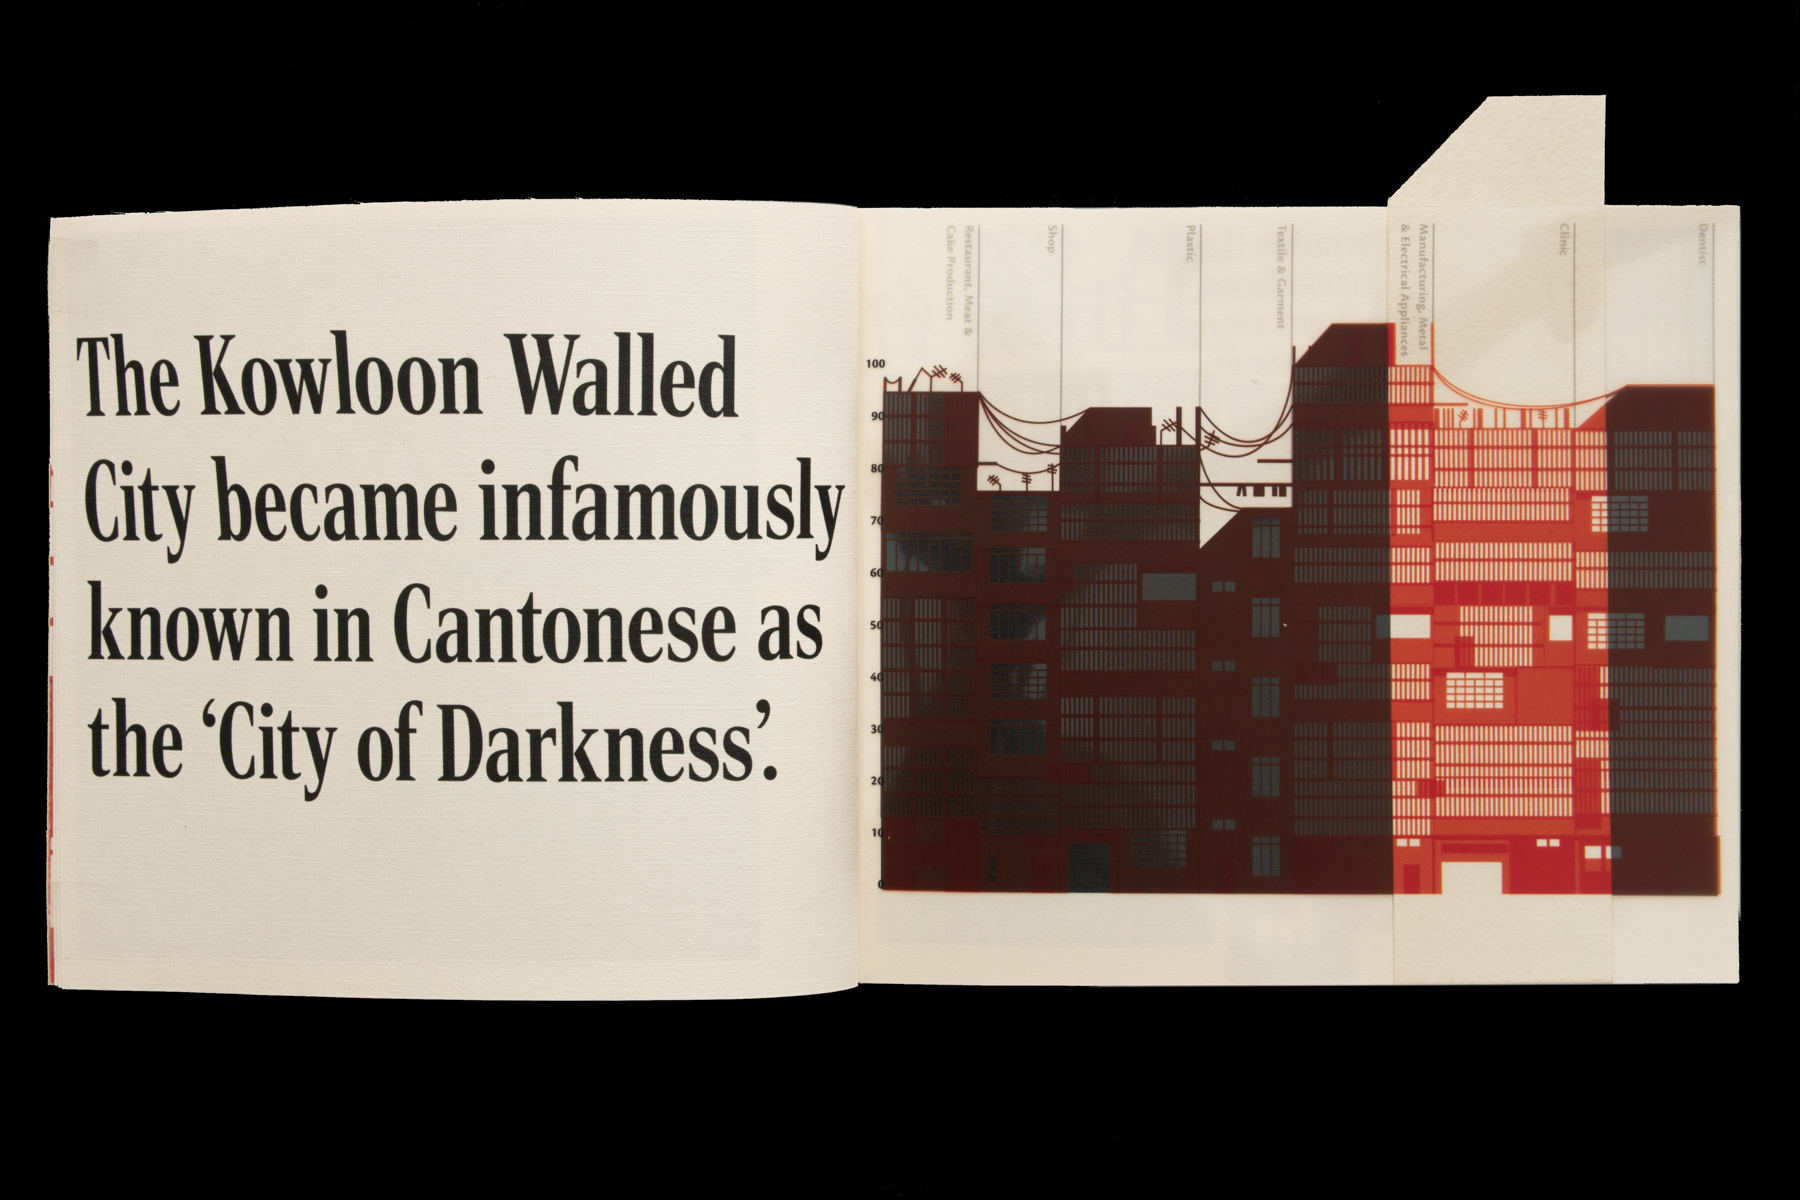 The Kowloon Walled
City became infamously
known in Cantonese as
the ‘City of Darkness’.
Restaurant, Meat &
Cake Production
Shop
Plastic
Textile & Garment
Manufacturing, Metal
& Electrical Appliances
Clinic
Dentist
100
90
80
70
60
50
40
30
20
10
0